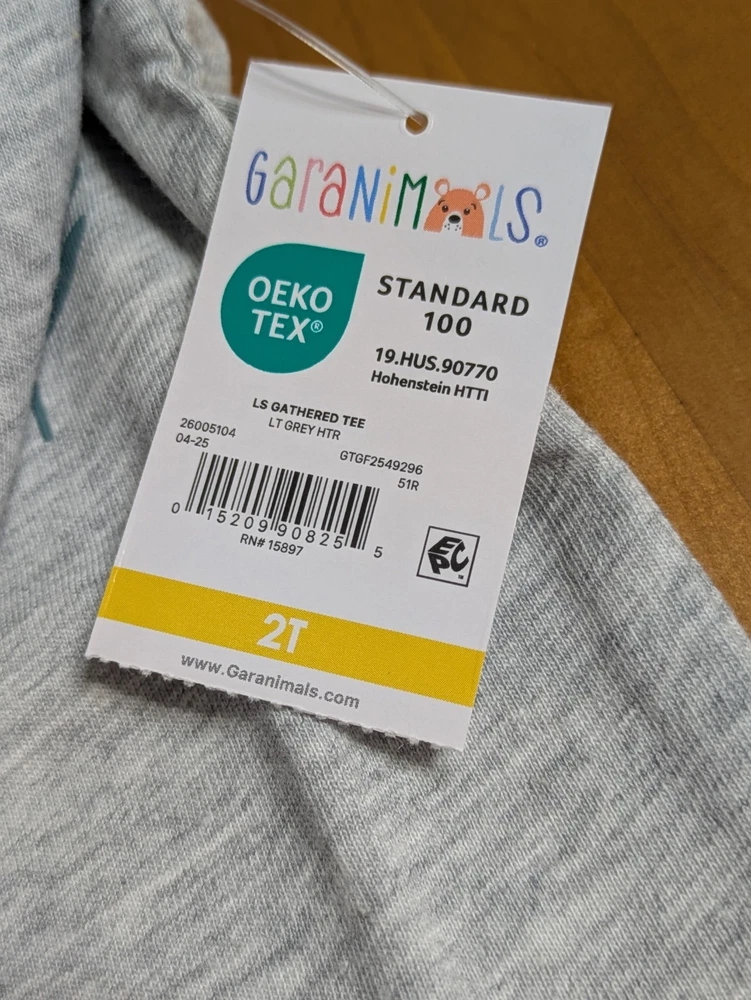 GaRaNiMaLS®
OEKO
TEX®
STANDARD
100
19.HUS.90770
Hohenstein HTTI
LS GATHERED TEE
LT GREY HTR
26005104
04-25
GTGF2549296
51R
0 15209 90825 5
RN# 15897
EPC™
2T
www.Garanimals.com